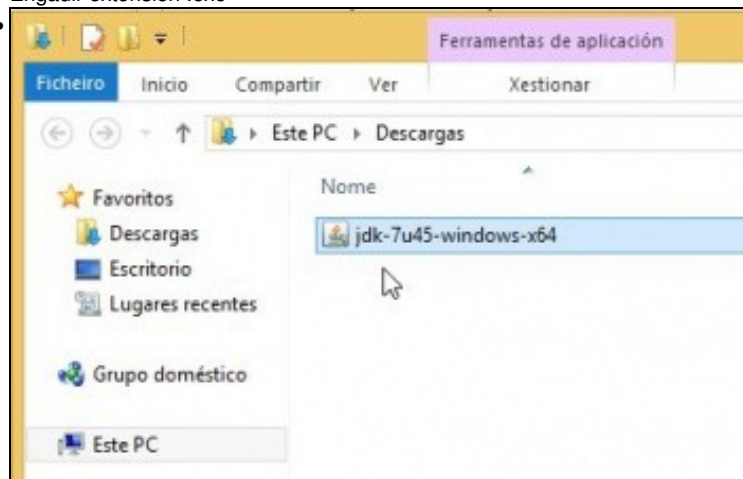 Engadir extensión .exe
Ferramentas de aplicación
Ficheiro Inicio Compartir Ver Xestionar
Este PC Descargas
Favoritos
Descargas
Escritorio
Lugares recentes
Grupo doméstico
Este PC
Nome
jdk-7u45-windows-x64